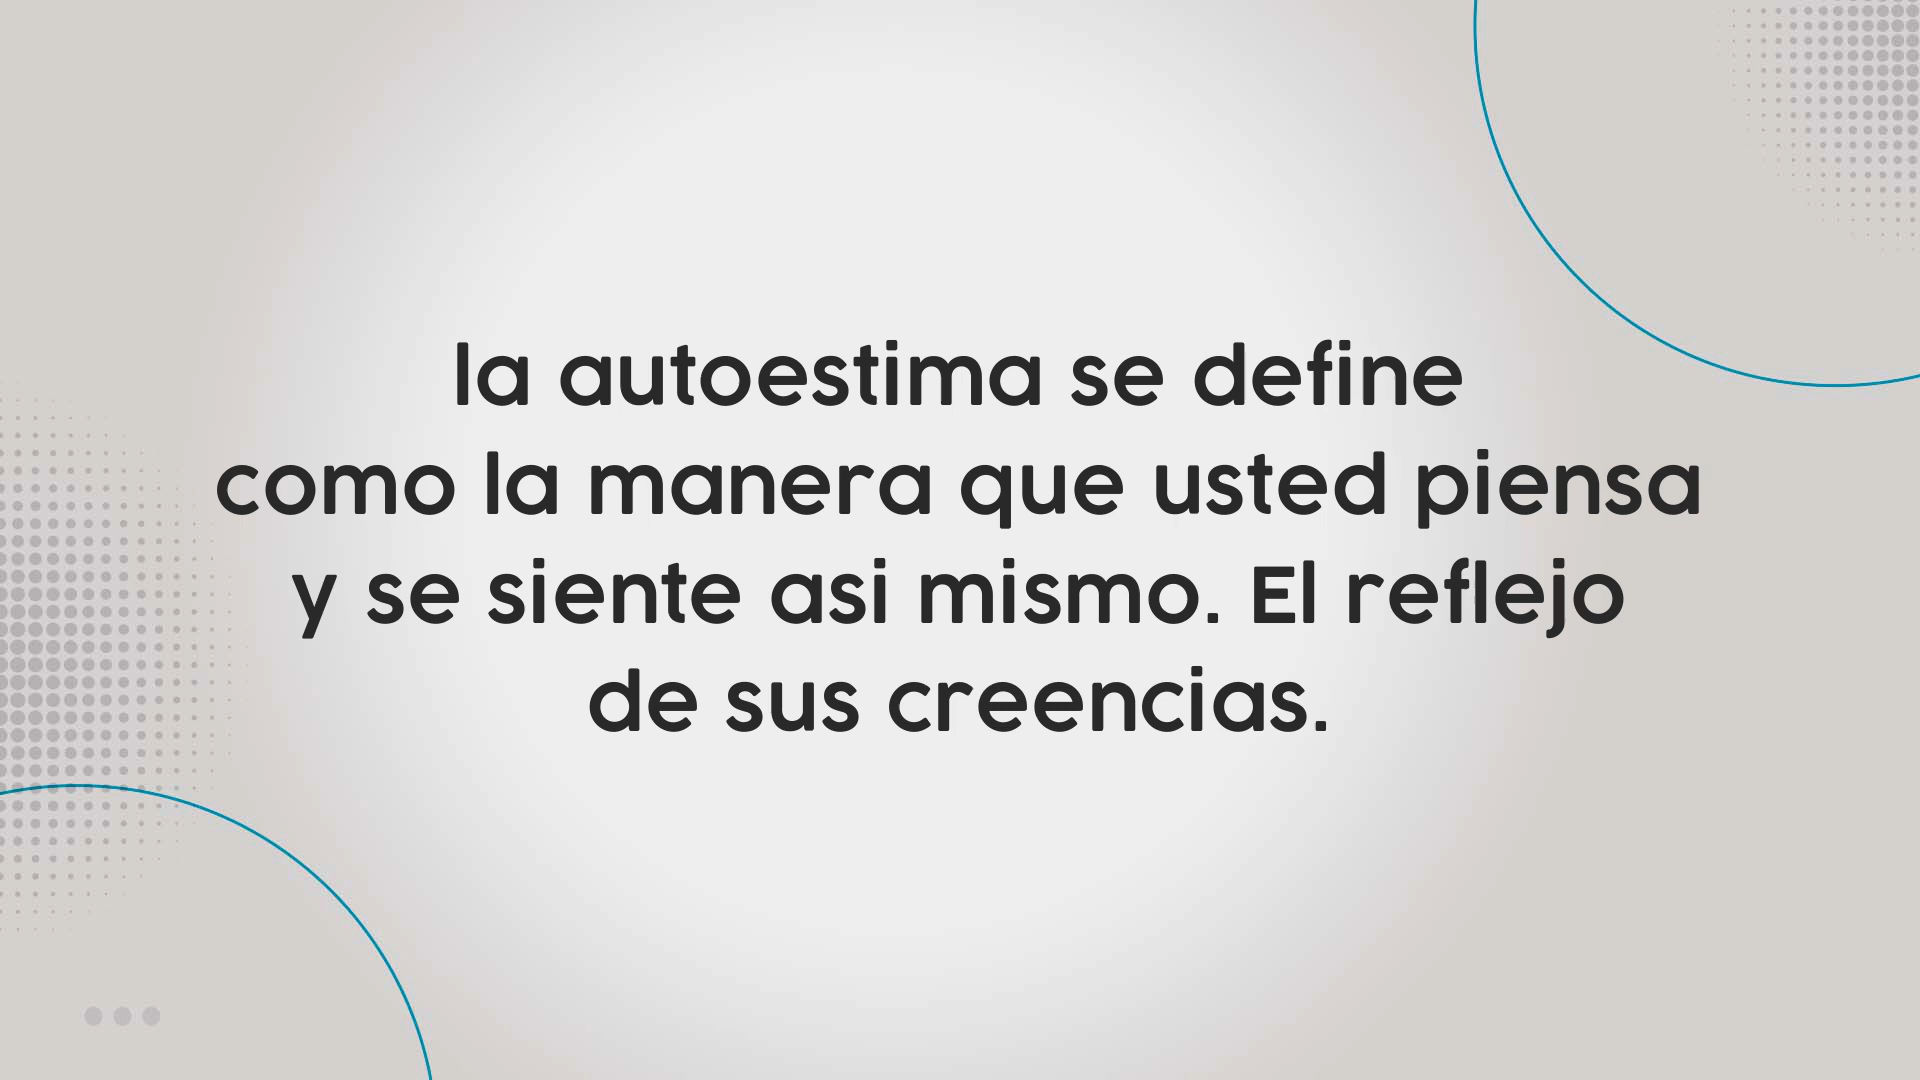 la autoestima se define
como la manera que usted piensa
y se siente asi mismo. El reflejo
de sus creencias.